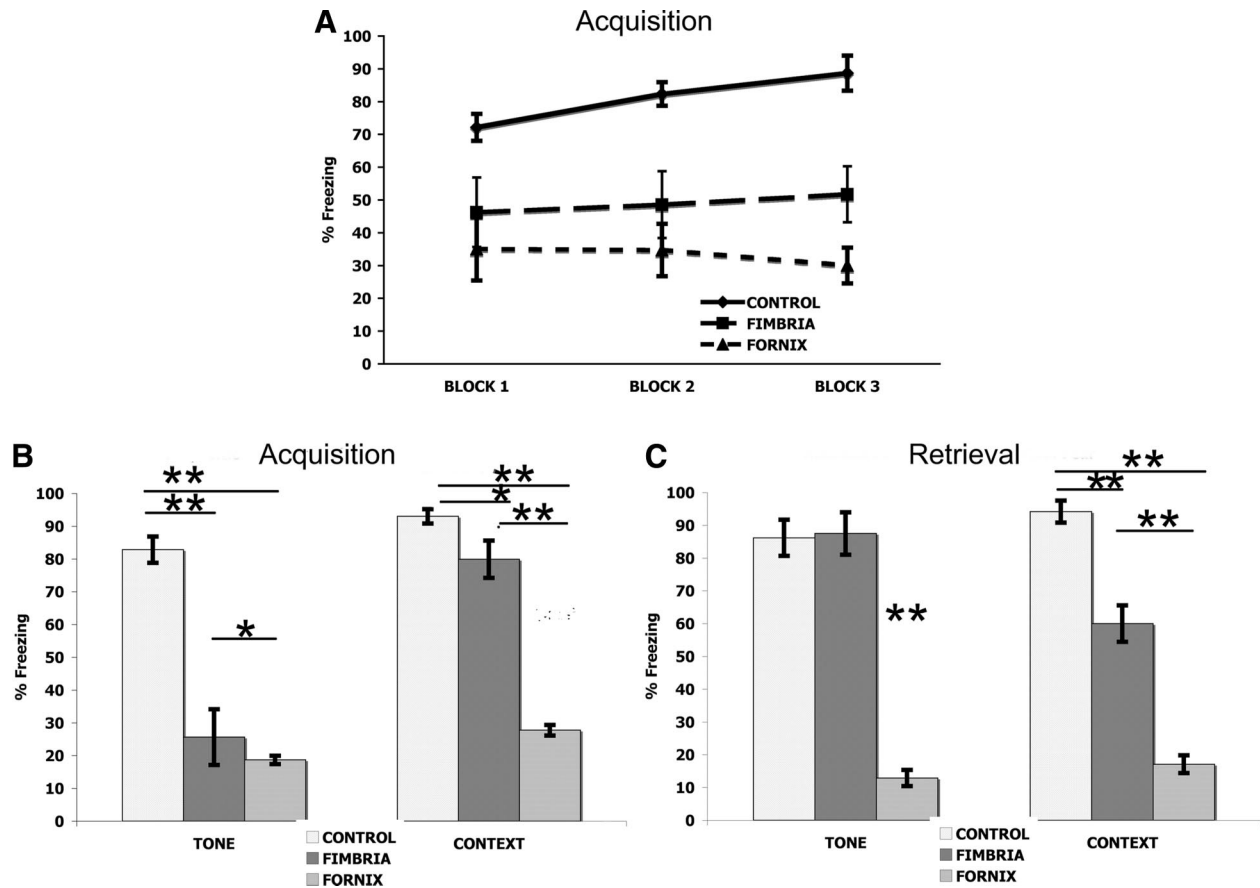 A
Acquisition
100
90
80
70
60
50
40
30
20
10
0
% Freezing
CONTROL
FIMBRIA
FORNIX
BLOCK 1 BLOCK 2 BLOCK 3
B
Acquisition
**
**
*
**
*
**
100
90
80
70
60
50
40
30
20
10
0
% Freezing
TONE CONTEXT
CONTROL
FIMBRIA
FORNIX
C
Retrieval
**
**
**
**
100
90
80
70
60
50
40
30
20
10
0
% Freezing
TONE CONTEXT
CONTROL
FIMBRIA
FORNIX